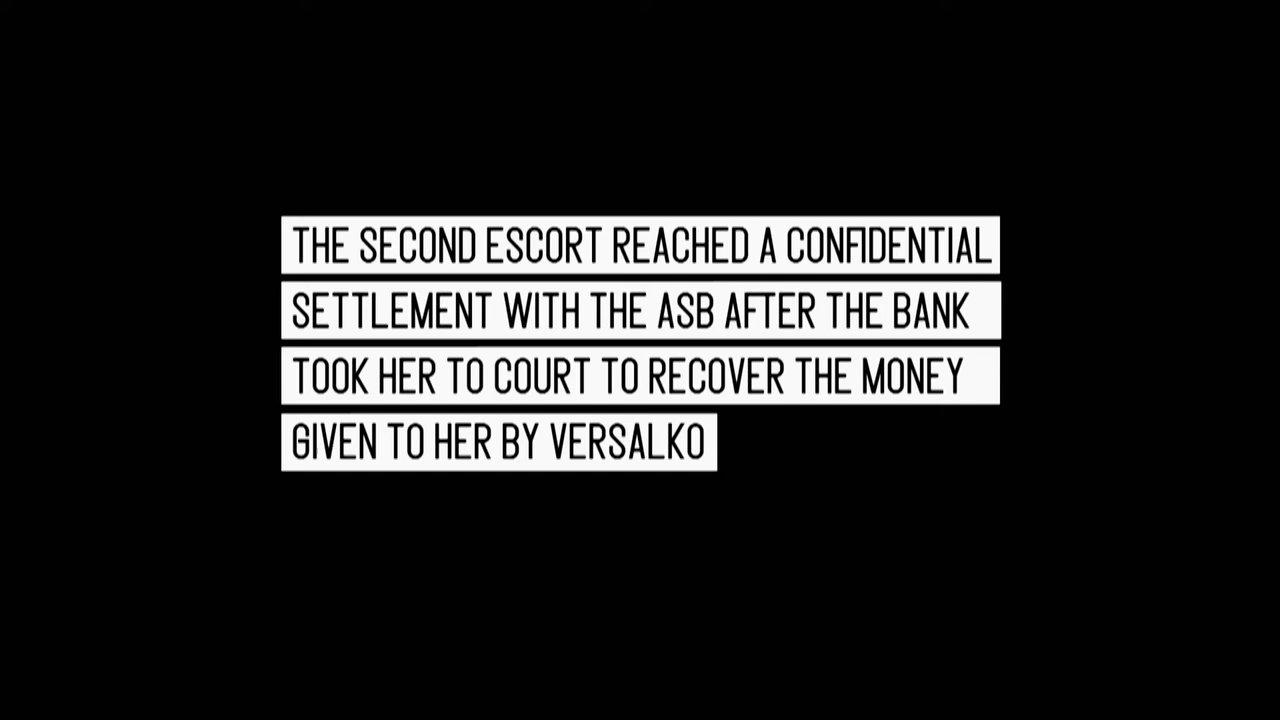 THE SECOND ESCORT REACHED A CONFIDENTIAL
SETTLEMENT WITH THE ASB AFTER THE BANK
TOOK HER TO COURT TO RECOVER THE MONEY
GIVEN TO HER BY VERSALKO